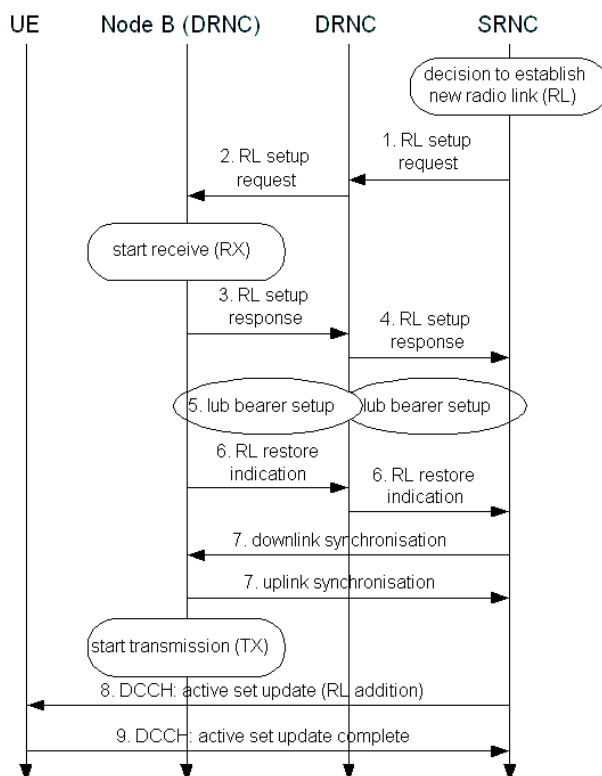 UE Node B (DRNC) DRNC SRNC
decision to establish
new radio link (RL)
1. RL setup
request
2. RL setup
request
start receive (RX)
3. RL setup
response
4. RL setup
response
5. lub bearer setup
lub bearer setup
6. RL restore
indication
6. RL restore
indication
7. downlink synchronisation
7. uplink synchronisation
start transmission (TX)
8. DCCH: active set update (RL addition)
9. DCCH: active set update complete